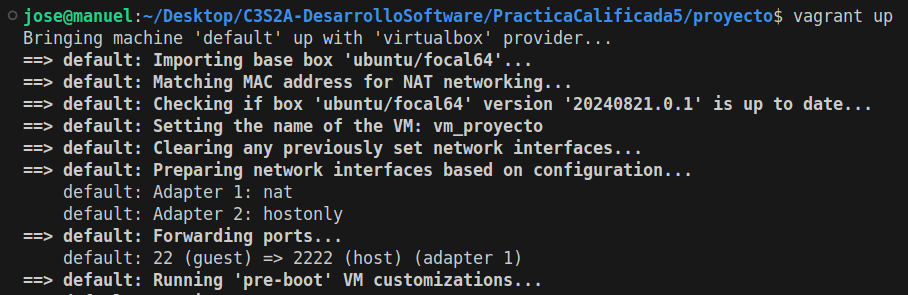 jose@manuel:~/Desktop/C3S2A-DesarrolloSoftware/PracticaCalificada5/proyecto$ vagrant up
Bringing machine 'default' up with 'virtualbox' provider...
==> default: Importing base box 'ubuntu/focal64'...
==> default: Matching MAC address for NAT networking...
==> default: Checking if box 'ubuntu/focal64' version '20240821.0.1' is up to date...
==> default: Setting the name of the VM: vm_proyecto
==> default: Clearing any previously set network interfaces...
==> default: Preparing network interfaces based on configuration...
    default: Adapter 1: nat
    default: Adapter 2: hostonly
==> default: Forwarding ports...
    default: 22 (guest) => 2222 (host) (adapter 1)
==> default: Running 'pre-boot' VM customizations...